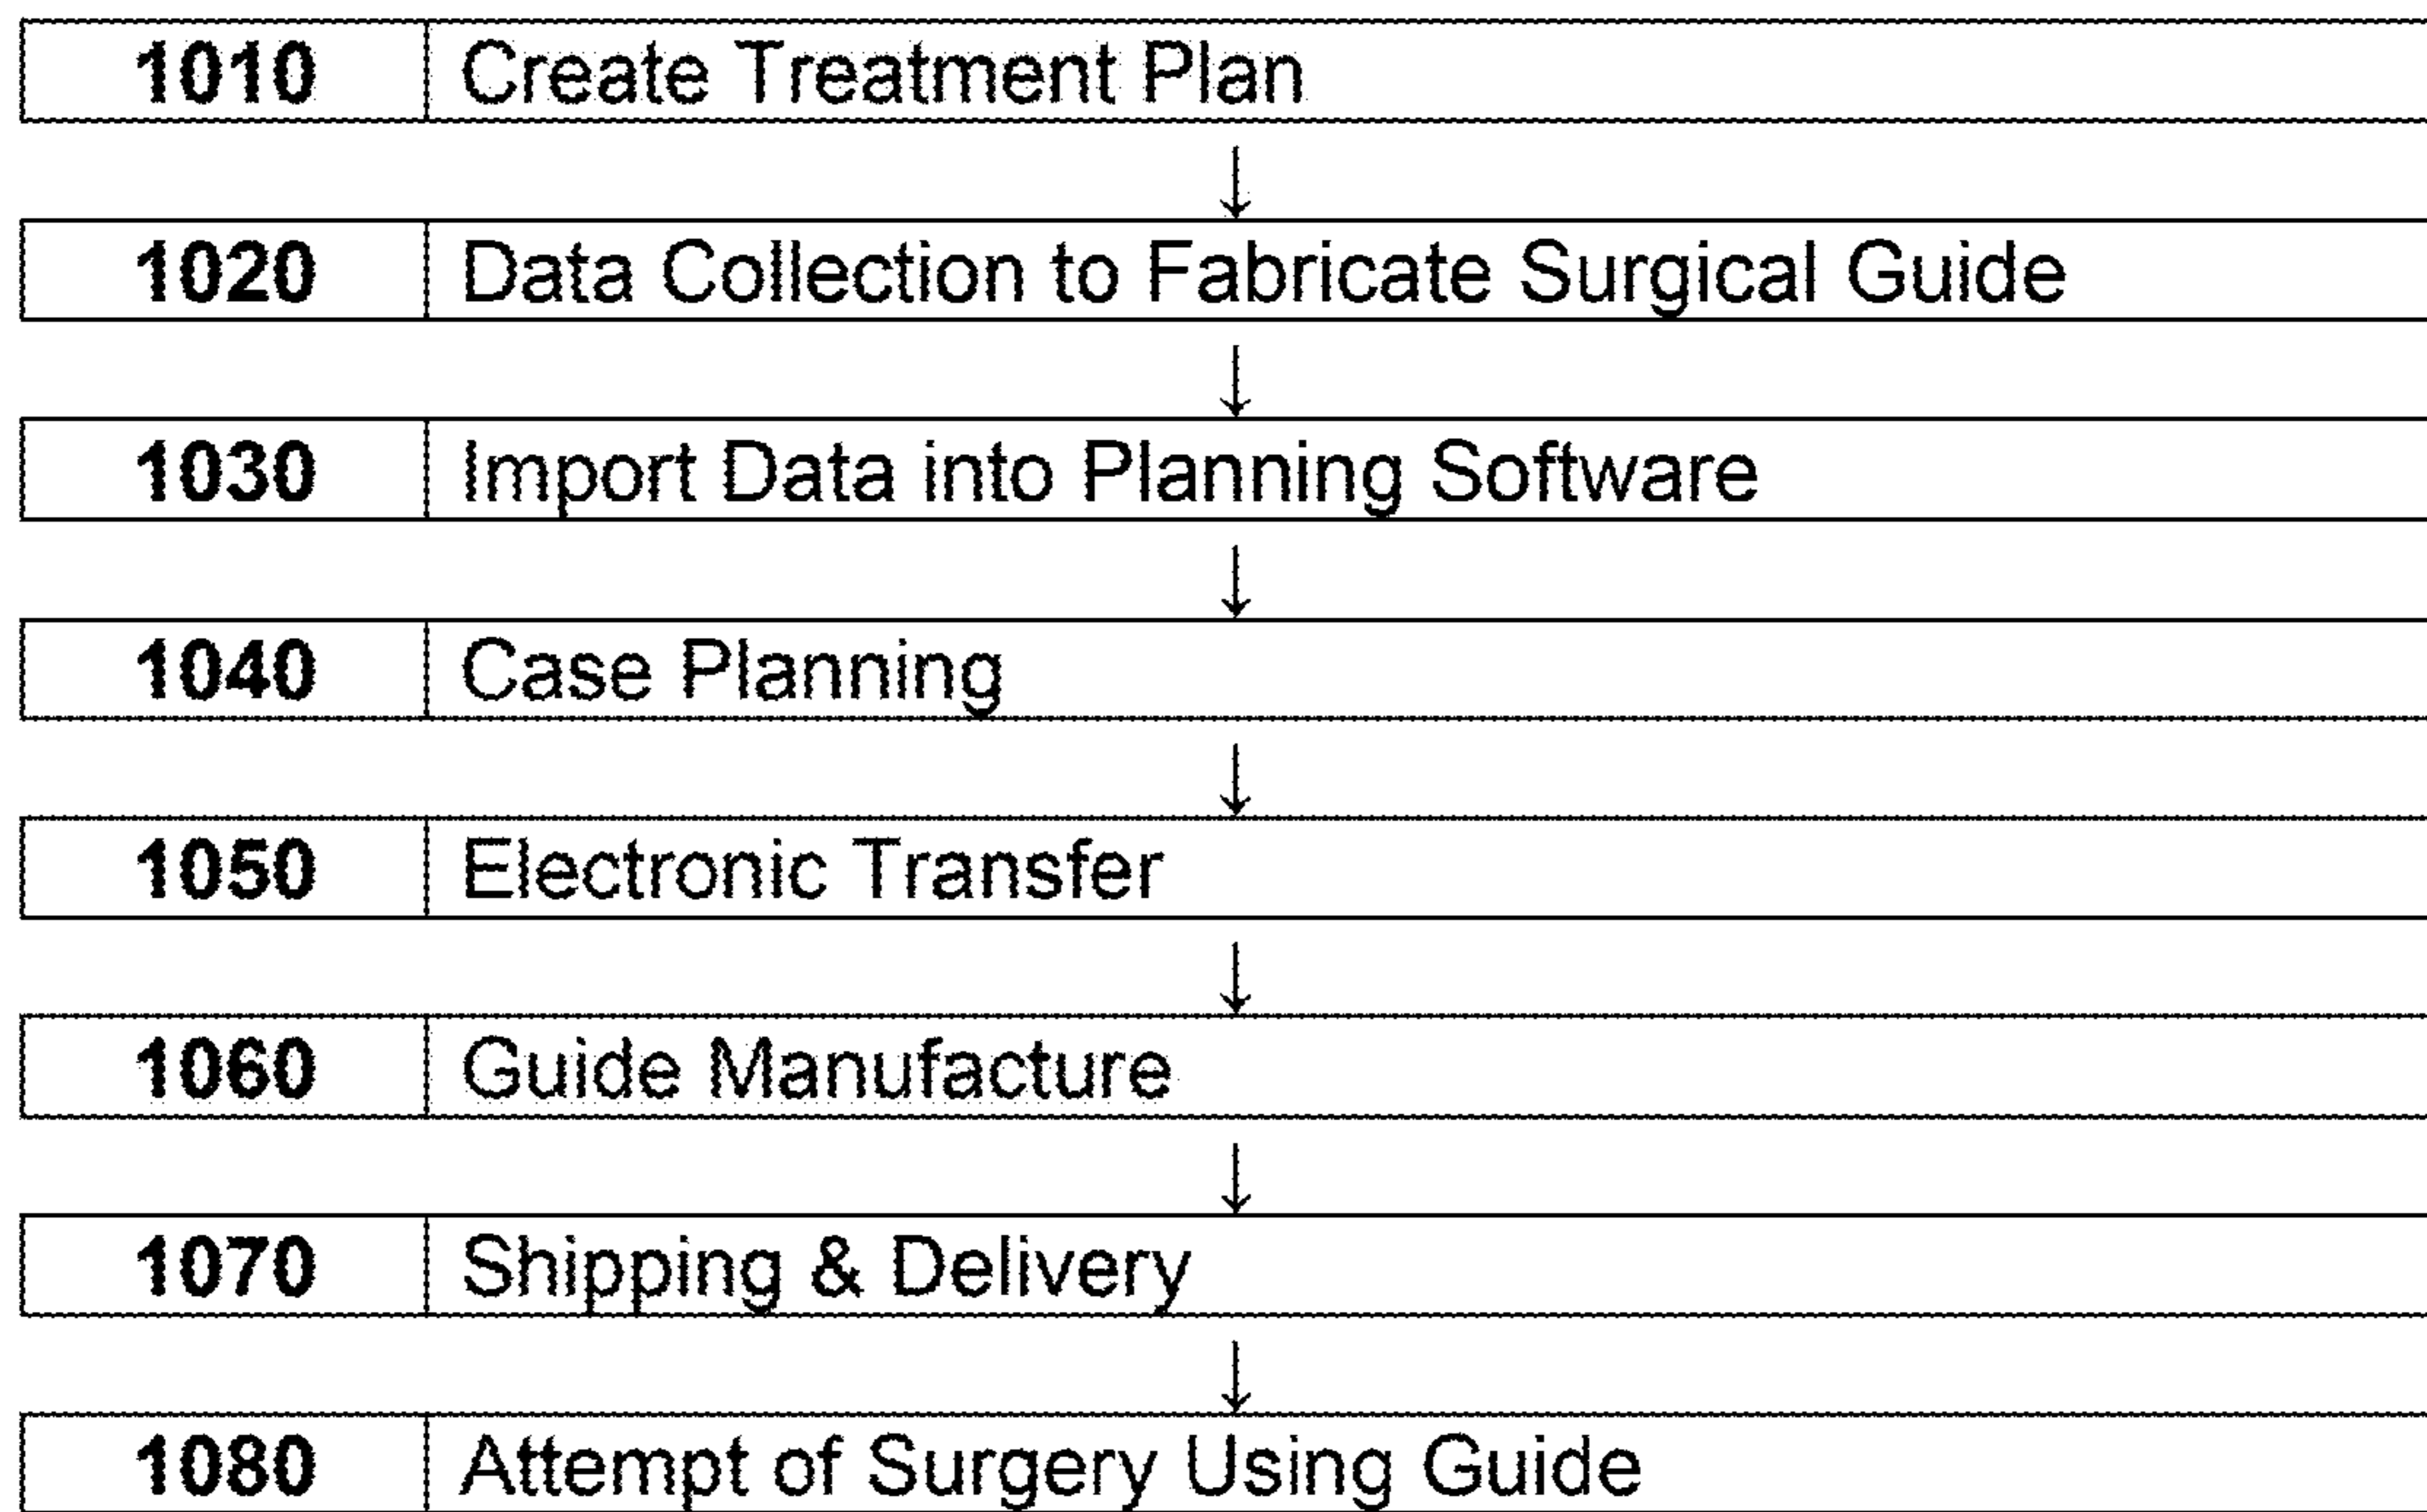 1010 Create Treatment Plan
↓
1020 Data Collection to Fabricate Surgical Guide
↓
1030 Import Data into Planning Software
↓
1040 Case Planning
↓
1050 Electronic Transfer
↓
1060 Guide Manufacture
↓
1070 Shipping & Delivery
↓
1080 Attempt of Surgery Using Guide